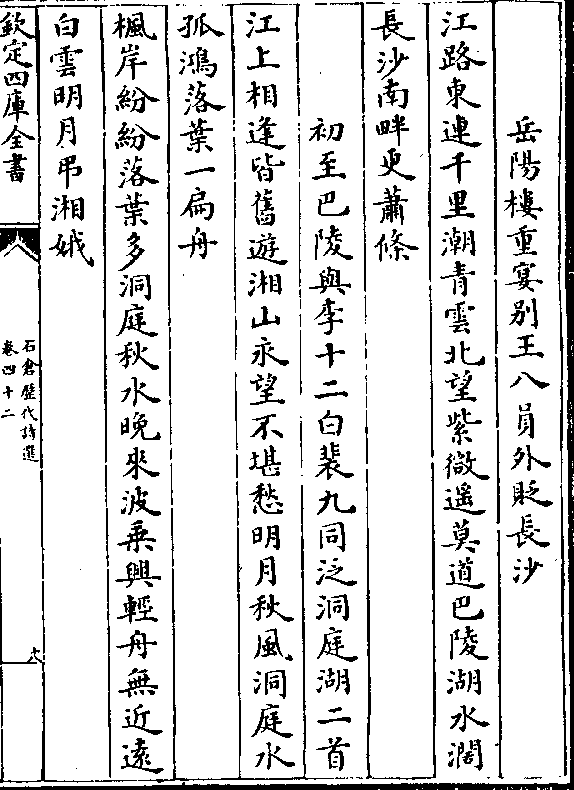 岳陽樓重宴別王八員外貶長沙
江路東連千里潮青雲北望紫微遥莫道巴陵湖水濶
長沙南畔更蕭條
初至巴陵與李十二白裴九同泛洞庭湖二首
江上相逢皆舊遊湘山永望不堪愁明月秋風洞庭水
孤鴻落葉一扁舟
楓岸紛紛落葉多洞庭秋水晩來波乗興輕舟無近遠
白雲明月弔湘娥
欽定四庫全書
石倉歷代詩選
卷四十二
十八